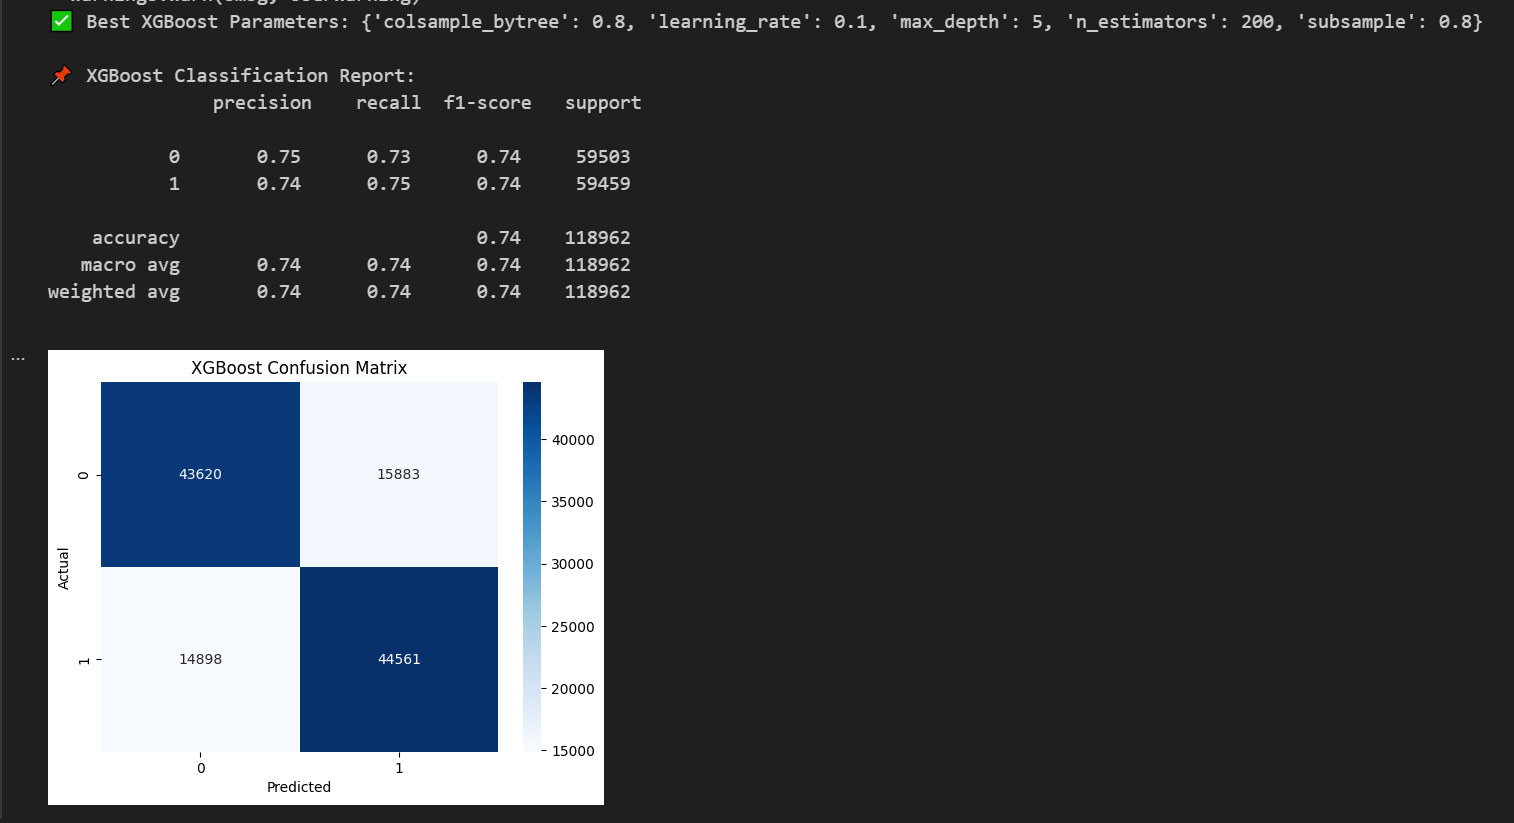 ✅ Best XGBoost Parameters: {'colsample_bytree': 0.8, 'learning_rate': 0.1, 'max_depth': 5, 'n_estimators': 200, 'subsample': 0.8}
📌 XGBoost Classification Report:
precision recall f1-score support
0 0.75 0.73 0.74 59503
1 0.74 0.75 0.74 59459
accuracy 0.74 118962
macro avg 0.74 0.74 0.74 118962
weighted avg 0.74 0.74 0.74 118962
...
XGBoost Confusion Matrix
43620 15883
14898 44561
0
1
Actual
0 1
Predicted
40000
35000
30000
25000
20000
15000